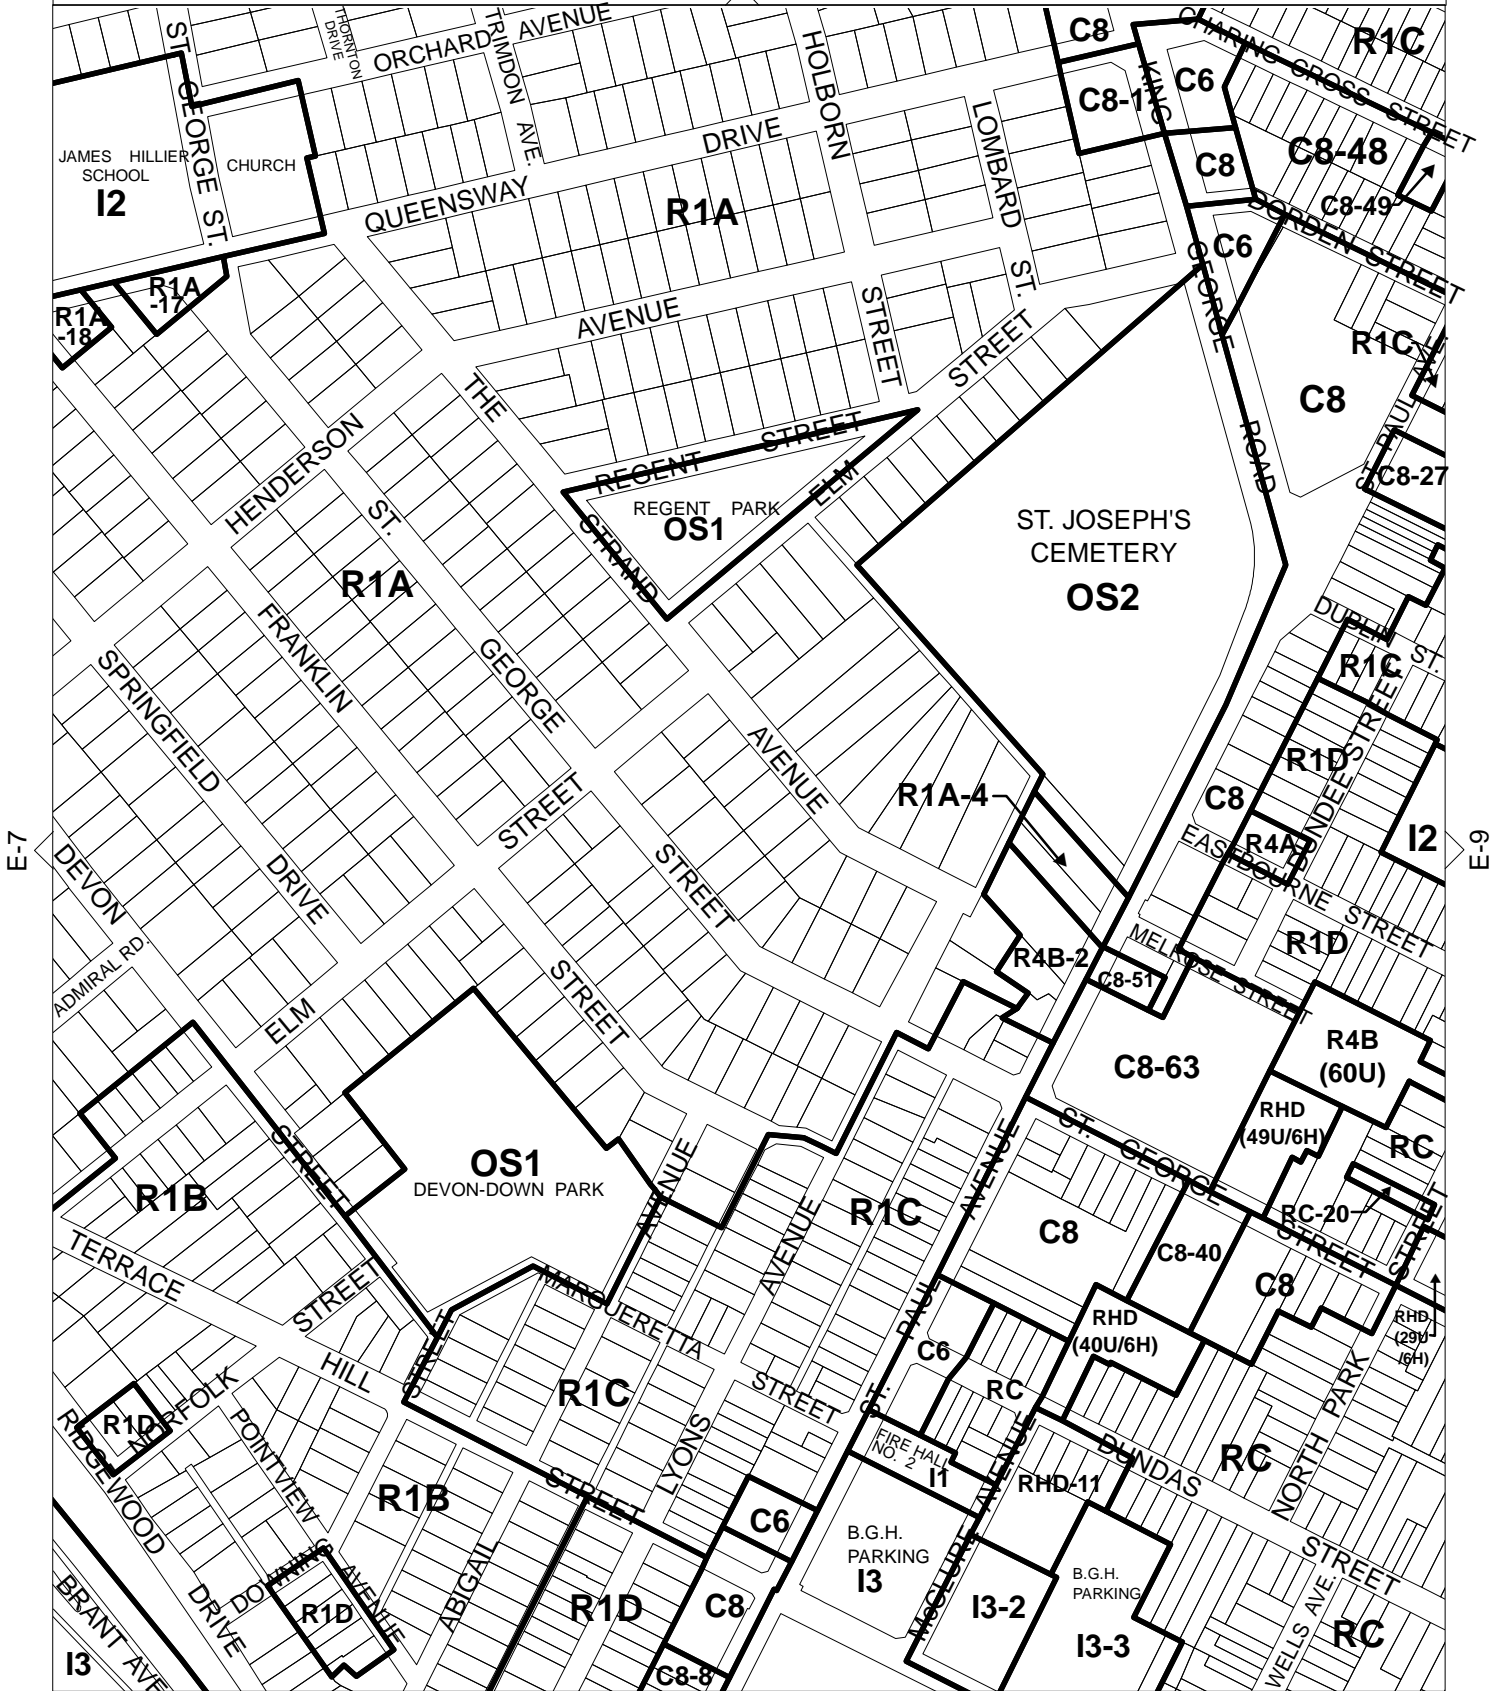 ST. GEORGE ST.
THORNTON
DRIVE
ORCHARD AVENUE
TRIMDON AVE.
HOLBORN
STREET
C8
CHARING CROSS STREET
R1C
KING
C6
C8-1
JAMES HILLIER
SCHOOL
I2
CHURCH
QUEENSWAY
DRIVE
LOMBARD
ST.
C8
C8-48
C8-49
R1A
DORDEN STREET
C6
GEORGE
ROAD
R1A
-17
R1A
-18
AVENUE
STREET
R1C
AVE
ST. PAUL
C8
C8-27
THE
STRAND
HENDERSON
REGENT STREET
ELM
REGENT PARK
OS1
ST. JOSEPH'S
CEMETERY
OS2
ST.
GEORGE
STREET
R1A
FRANKLIN
DUBLIN ST.
R1C
SPRINGFIELD
DRIVE
AVENUE
R1D
DUNDEE STREET
R1A-4
C8
I2
STREET
R4A
EASTBOURNE STREET
E-7
E-9
DEVON
ADMIRAL RD.
R1D
R4B-2
MELROSE STREET
C8-51
ELM
STREET
C8-63
R4B
(60U)
RHD
(49U/6H)
RC
OS1
DEVON-DOWN PARK
STREET
AVENUE
R1B
ST. GEORGE
STREET
AVENUE
AVENUE
R1C
RC-20
STREET
C8
C8-40
TERRACE
HILL
STREET
MARGUERETTA
STREET
PAUL
ST.
C8
RHD
(40U/6H)
RHD
(29U
/6H)
STREET
C6
NORFOLK
R1C
RC
NORTH PARK
R1D
RIDGEWOOD
DRIVE
POINTVIEW
AVENUE
LYONS
FIRE HALL
NO. 2
I1
DUNDAS
STREET
RC
RHD-11
R1B
STREET
C6
B.G.H.
PARKING
I3
McCLURE AVENUE
B.G.H.
PARKING
DOWNING
ABIGAIL
R1D
R1D
C8
I3-2
I3-3
WELLS AVE.
RC
BRANT AVE
I3
C8-8